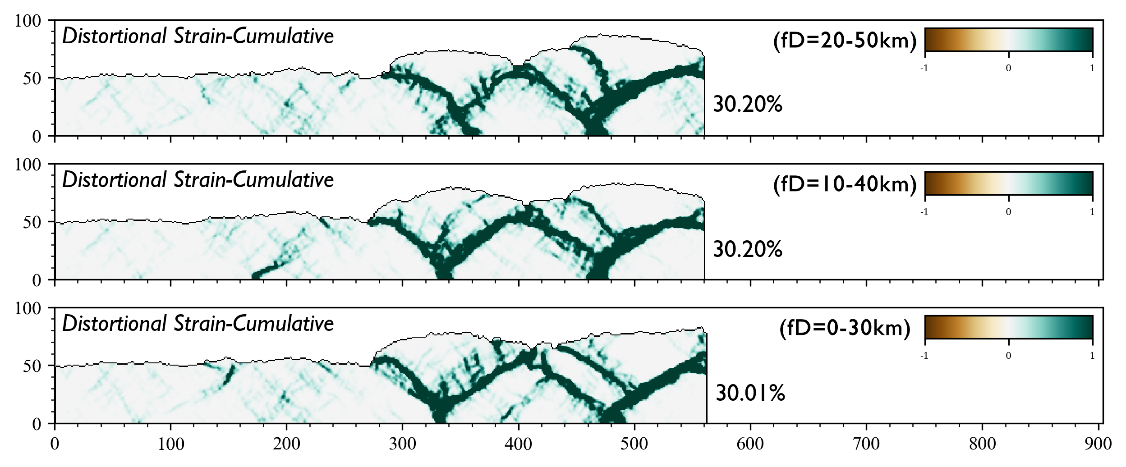 100
Distortional Strain-Cumulative
(fD=20-50km)
50
-1 0 1
30.20%
0
100
Distortional Strain-Cumulative
(fD=10-40km)
50
-1 0 1
30.20%
0
100
Distortional Strain-Cumulative
(fD=0-30km)
50
-1 0 1
30.01%
0
0 100 200 300 400 500 600 700 800 900